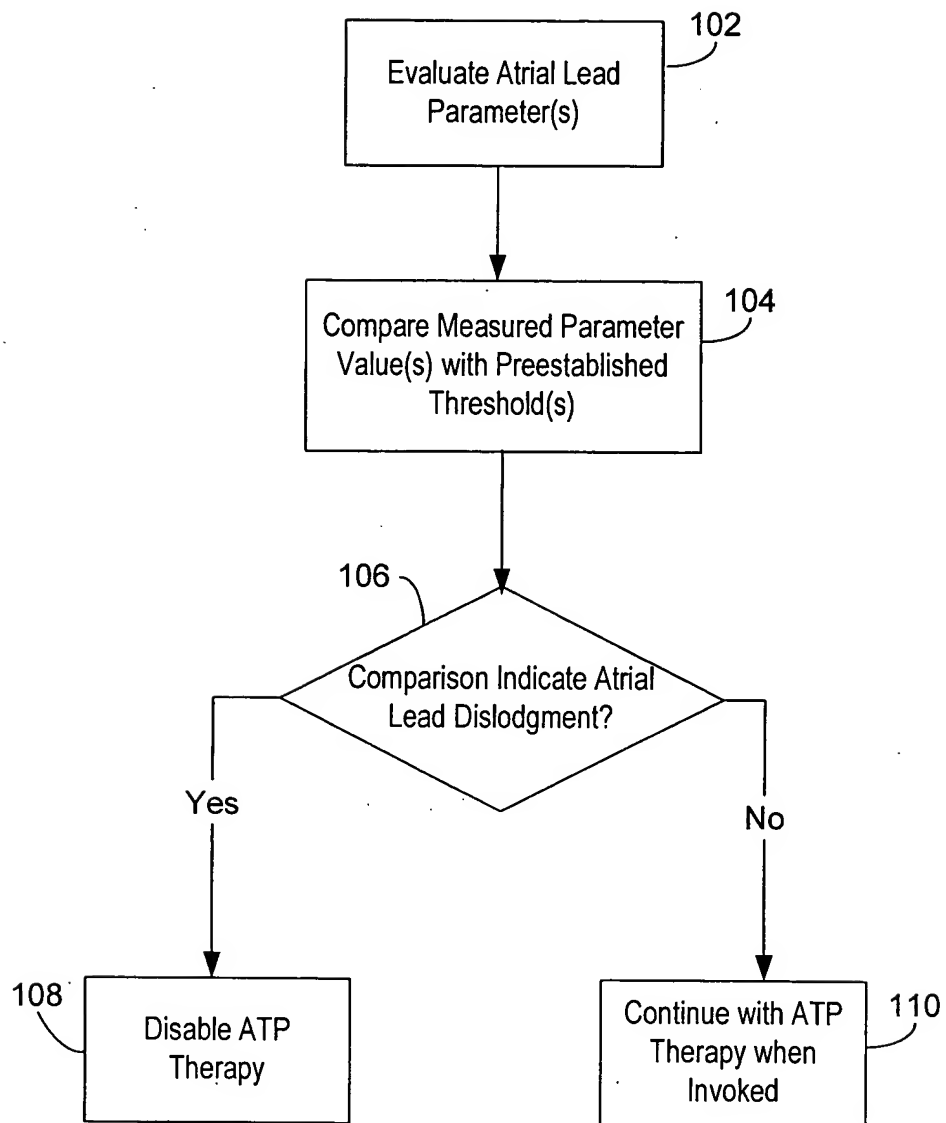 102
Evaluate Atrial Lead
Parameter(s)
104
Compare Measured Parameter
Value(s) with Preestablished
Threshold(s)
106
Comparison Indicate Atrial
Lead Dislodgment?
Yes
No
108
Disable ATP
Therapy
110
Continue with ATP
Therapy when
Invoked